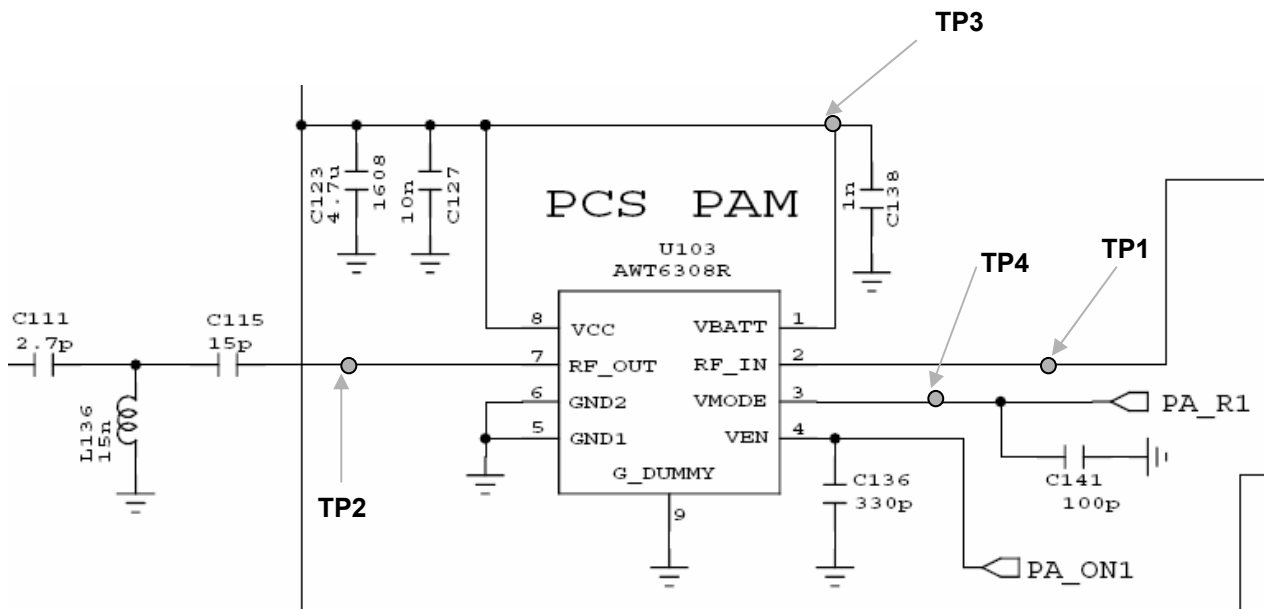 TP3
C123
4.7u
1608
10n
C127
PCS PAM
1n
C138
U103
AWT6308R
TP4
TP1
C111
2.7p
C115
15p
8
VCC
VBATT
1
7
RF_OUT
RF_IN
2
6
GND2
VMODE
3
PA_R1
5
GND1
VEN
4
L136
15n
G_DUMMY
C136
330p
C141
100p
TP2
9
PA_ON1